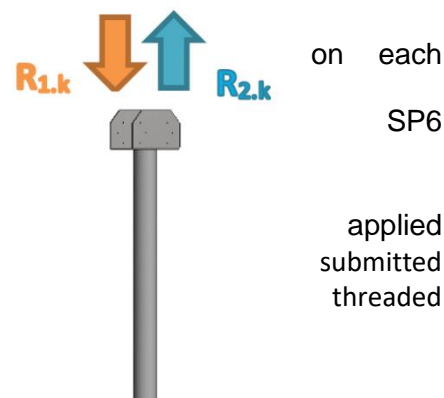 on each
R1.k
R2.k
SP6
applied
submitted
threaded